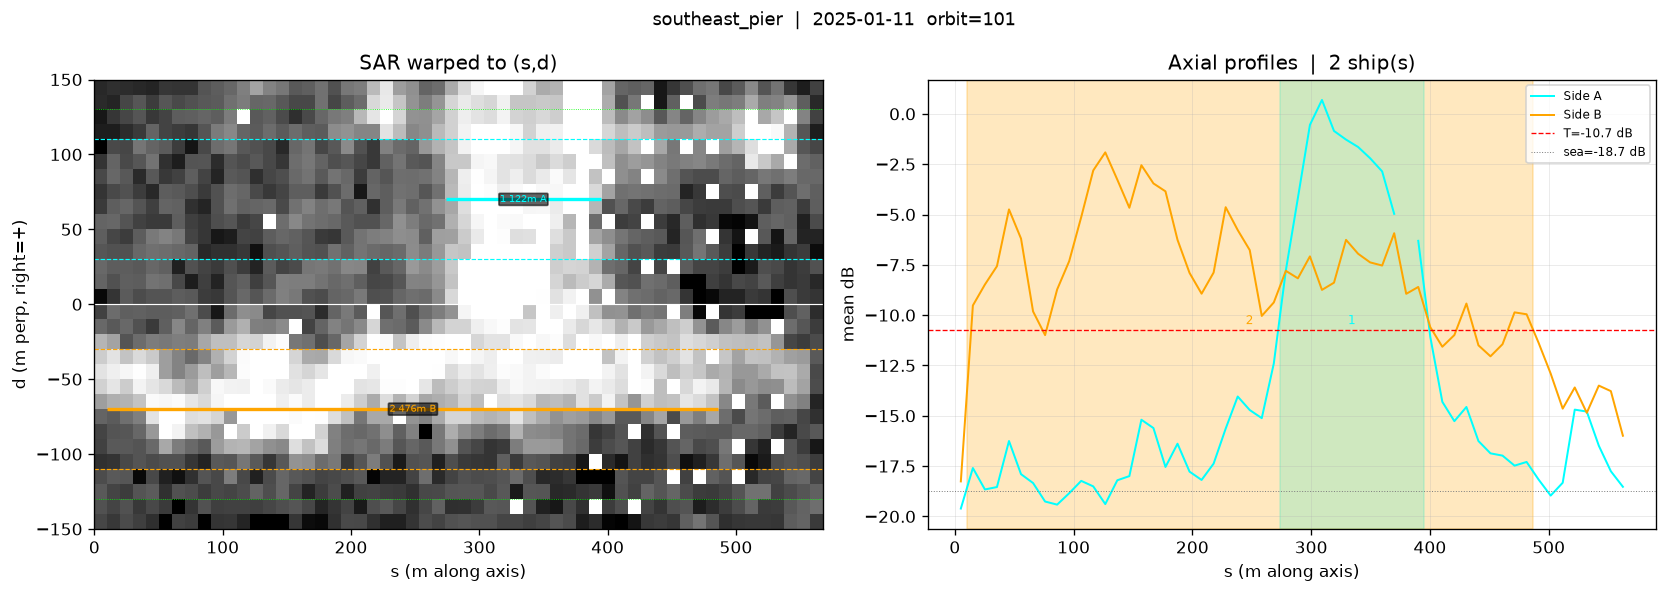 southeast_pier | 2025-01-11 orbit=101
SAR warped to (s,d)
150
100
50
0
−50
−100
−150
d (m perp, right=+)
1 122m A
2 476m B
0
100
200
300
400
500
s (m along axis)
Axial profiles | 2 ship(s)
0.0
−2.5
−5.0
−7.5
−10.0
−12.5
−15.0
−17.5
−20.0
mean dB
Side A
Side B
T=-10.7 dB
sea=-18.7 dB
2
1
0
100
200
300
400
500
s (m along axis)